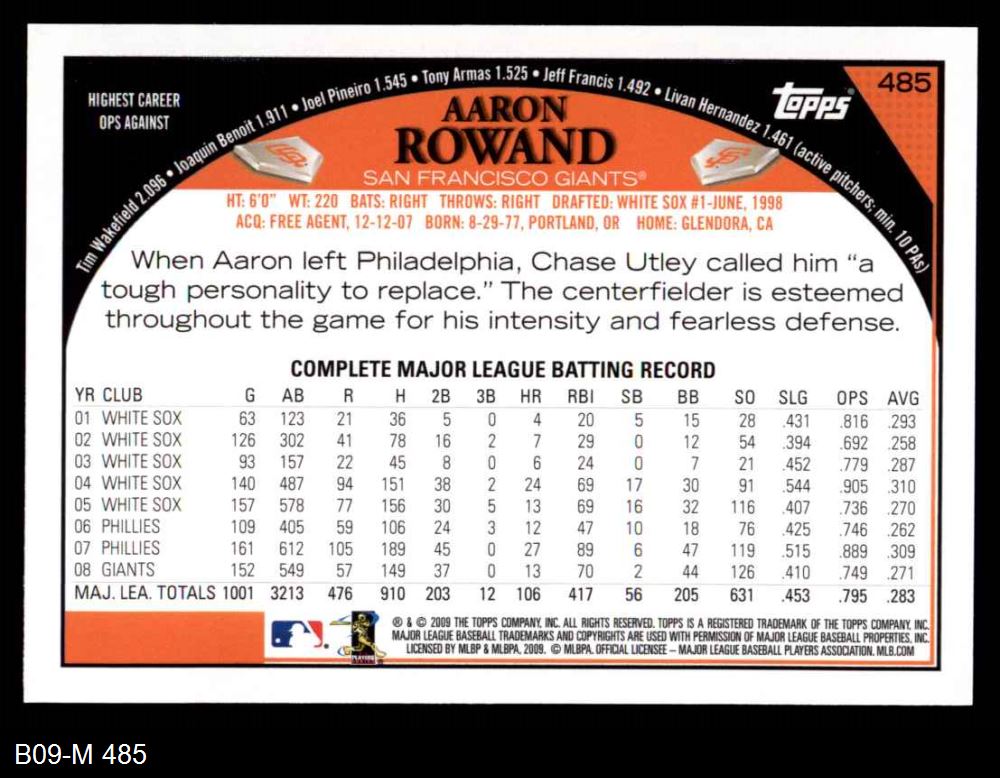 485
topps®
HIGHEST CAREER
OPS AGAINST
Tim Wakefield 2.096 • Joaquin Benoit 1.911 • Joel Pineiro 1.545 • Tony Armas 1.525 • Jeff Francis 1.492 • Livan Hernandez 1.461 (active pitchers; min. 10 PAs)
AARON
ROWAND
SAN FRANCISCO GIANTS®
HT: 6'0" WT: 220 BATS: RIGHT THROWS: RIGHT DRAFTED: WHITE SOX #1-JUNE, 1998
ACQ: FREE AGENT, 12-12-07 BORN: 8-29-77, PORTLAND, OR HOME: GLENDORA, CA
When Aaron left Philadelphia, Chase Utley called him “a
tough personality to replace.” The centerfielder is esteemed
throughout the game for his intensity and fearless defense.
COMPLETE MAJOR LEAGUE BATTING RECORD
YR CLUB G AB R H 2B 3B HR RBI SB BB SO SLG OPS AVG
01 WHITE SOX 63 123 21 36 5 0 4 20 5 15 28 .431 .816 .293
02 WHITE SOX 126 302 41 78 16 2 7 29 0 12 54 .394 .692 .258
03 WHITE SOX 93 157 22 45 8 0 6 24 0 7 21 .452 .779 .287
04 WHITE SOX 140 487 94 151 38 2 24 69 17 30 91 .544 .905 .310
05 WHITE SOX 157 578 77 156 30 5 13 69 16 32 116 .407 .736 .270
06 PHILLIES 109 405 59 106 24 3 12 47 10 18 76 .425 .746 .262
07 PHILLIES 161 612 105 189 45 0 27 89 6 47 119 .515 .889 .309
08 GIANTS 152 549 57 149 37 0 13 70 2 44 126 .410 .749 .271
MAJ. LEA. TOTALS 1001 3213 476 910 203 12 106 417 56 205 631 .453 .795 .283
® & © 2009 THE TOPPS COMPANY, INC. ALL RIGHTS RESERVED. TOPPS IS A REGISTERED TRADEMARK OF THE TOPPS COMPANY, INC.
MAJOR LEAGUE BASEBALL TRADEMARKS AND COPYRIGHTS ARE USED WITH PERMISSION OF MAJOR LEAGUE BASEBALL PROPERTIES, INC.
LICENSED BY MLBP & MLBPA, 2009. © MLBPA. OFFICIAL LICENSEE – MAJOR LEAGUE BASEBALL PLAYERS ASSOCIATION. MLB.COM
B09-M 485